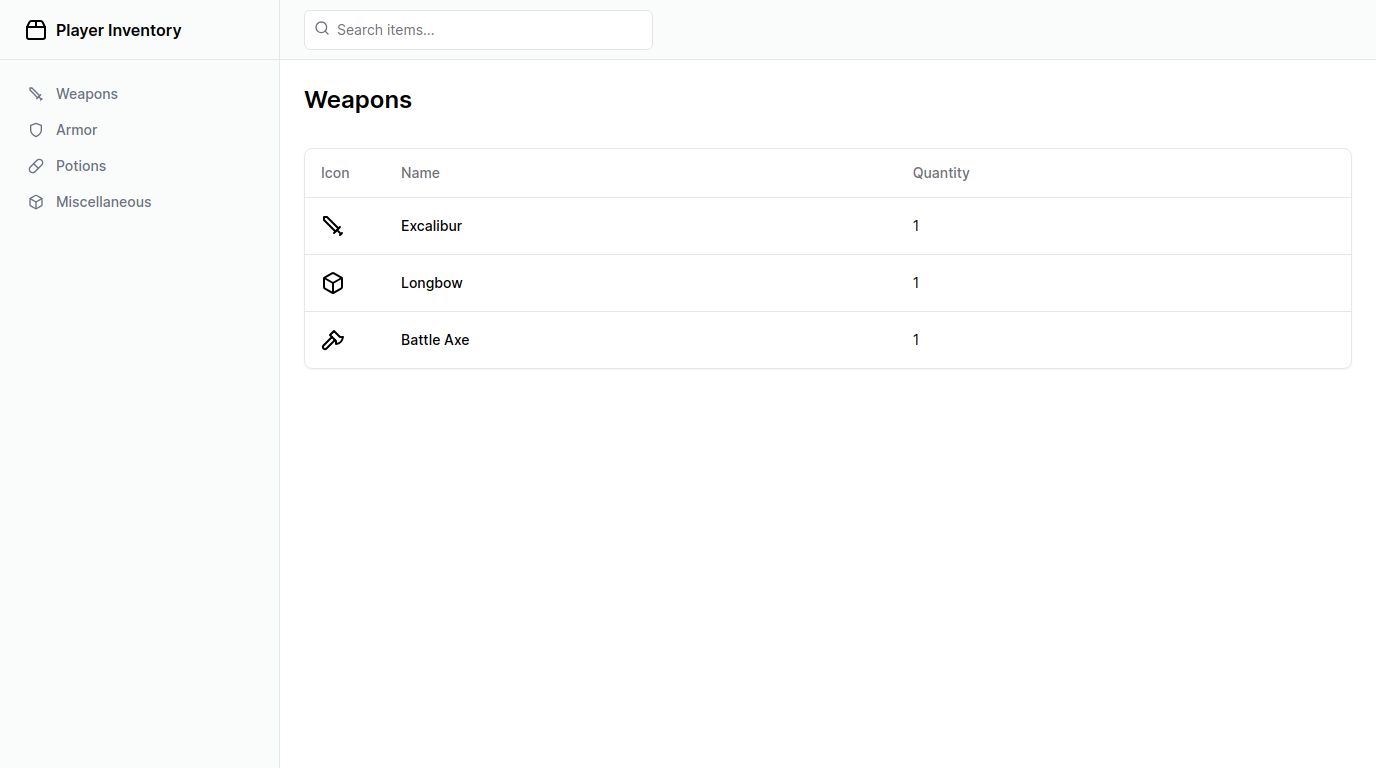 Player Inventory
Search items...
Weapons
Armor
Potions
Miscellaneous
Weapons
Icon Name Quantity
Excalibur 1
Longbow 1
Battle Axe 1